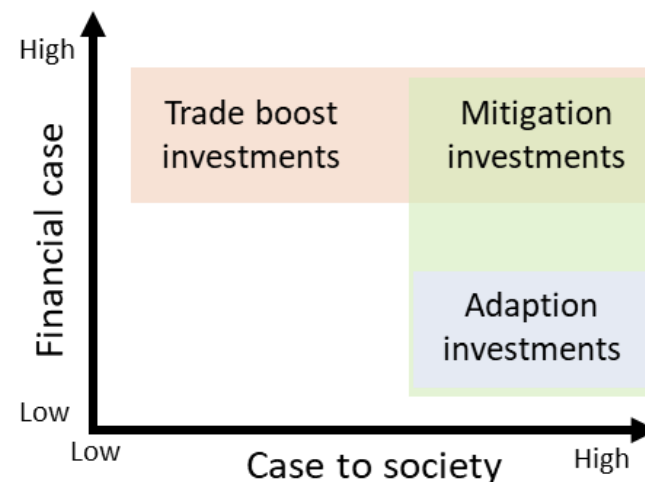 High
Trade boost
investments
Mitigation
investments
Financial case
Adaption
investments
Low
Low
Case to society
High